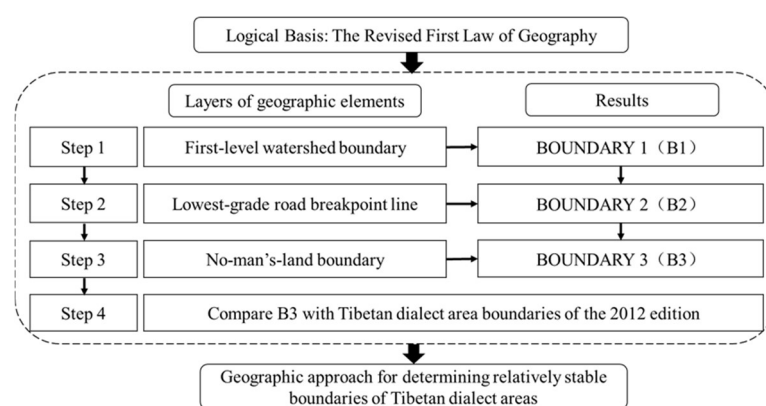 Logical Basis: The Revised First Law of Geography
Layers of geographic elements
Results
Step 1
First-level watershed boundary
BOUNDARY 1（B1）
Step 2
Lowest-grade road breakpoint line
BOUNDARY 2（B2）
Step 3
No-man’s-land boundary
BOUNDARY 3（B3）
Step 4
Compare B3 with Tibetan dialect area boundaries of the 2012 edition
Geographic approach for determining relatively stable
boundaries of Tibetan dialect areas